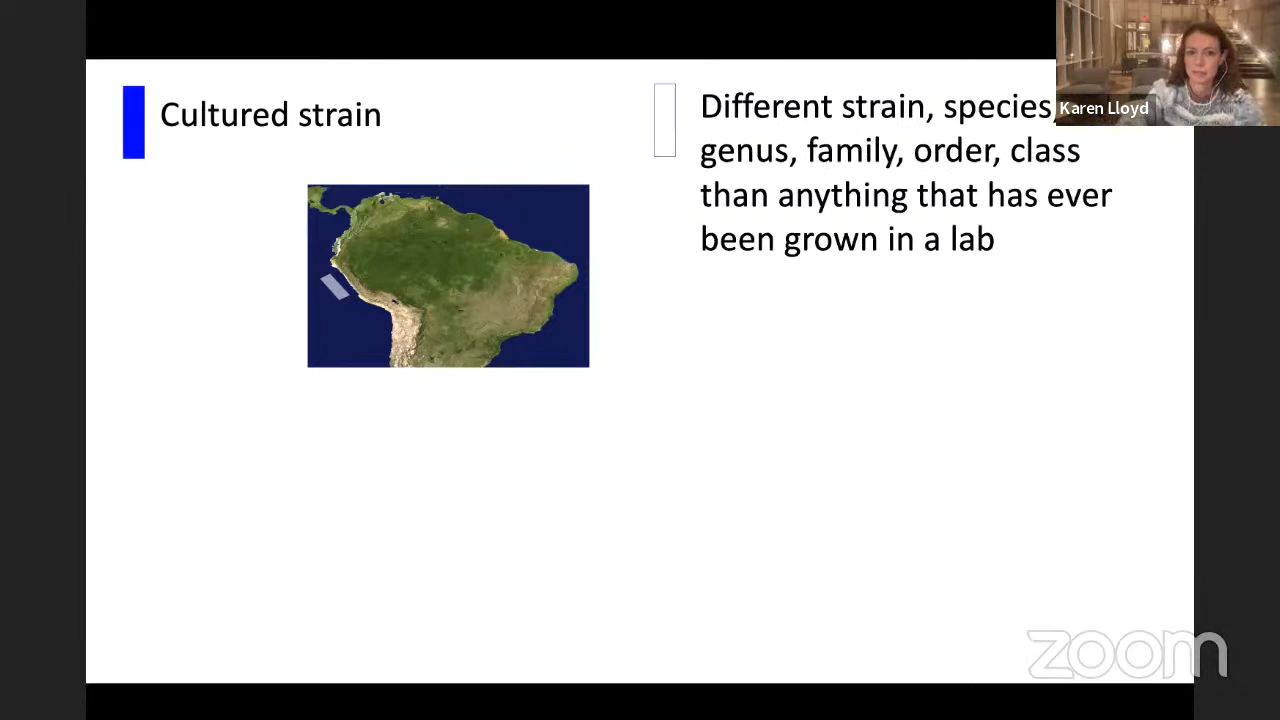 Cultured strain
Different strain, species,
genus, family, order, class
than anything that has ever
been grown in a lab
Karen Lloyd
zoom